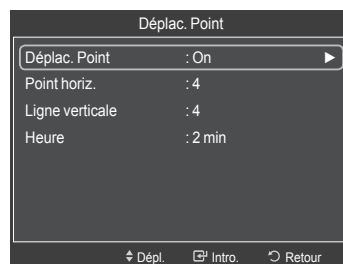 Déplac. Point
Déplac. Point : On
Point horiz. : 4
Ligne verticale : 4
Heure : 2 min
Dépl. Intro. Retour